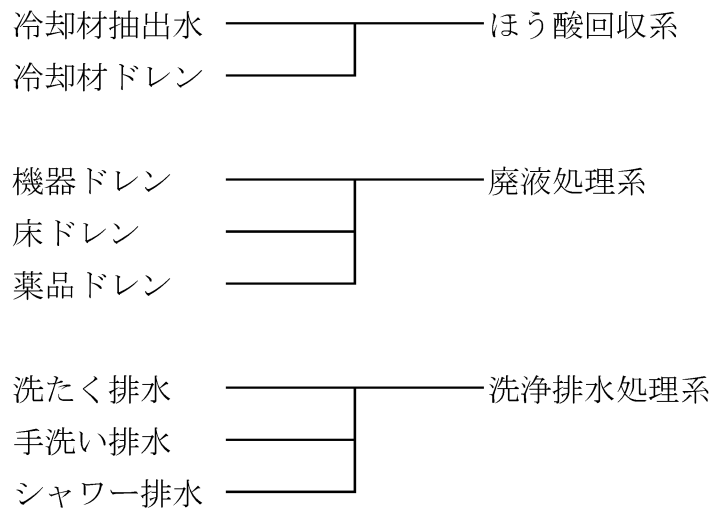 冷却材抽出水 ほう酸回収系
冷却材ドレン
機器ドレン 廃液処理系
床ドレン
薬品ドレン
洗たく排水 洗浄排水処理系
手洗い排水
シャワー排水